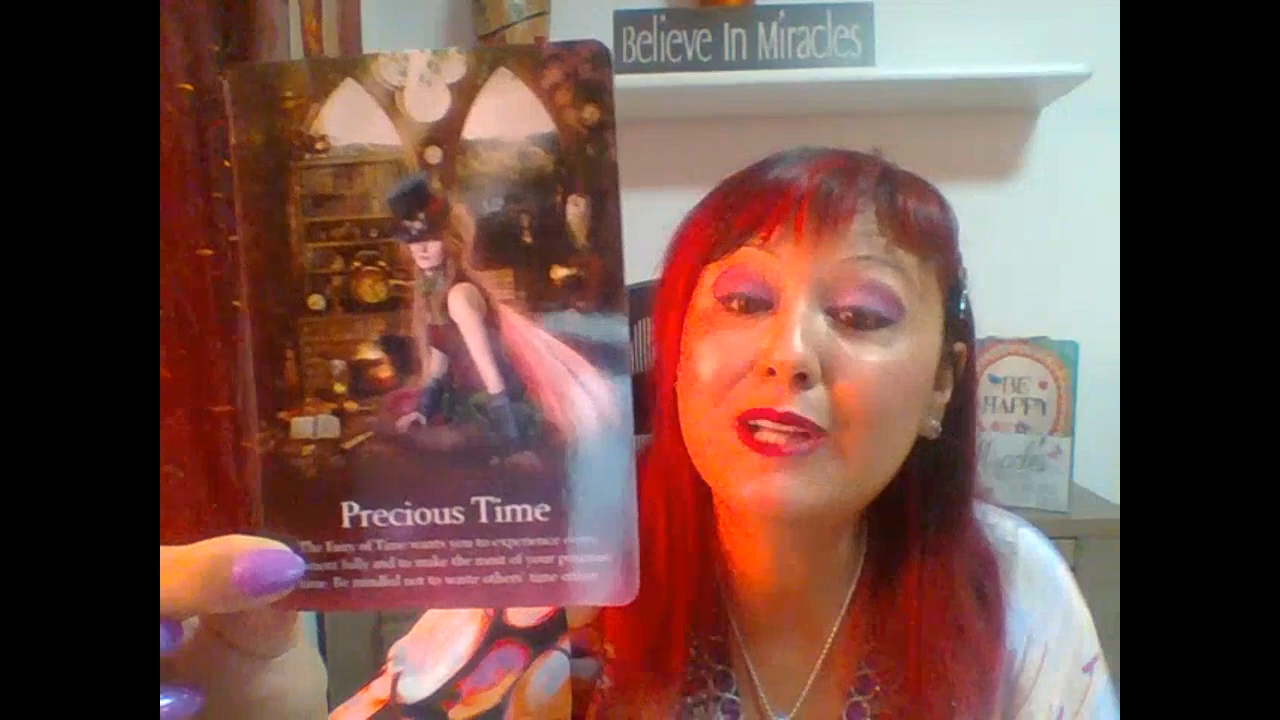 Believe In Miracles
BE
HAPPY
Miracles
Precious Time
The Fairy of Time wants you to experience every
moment fully and to make the most of your precious
time. Be mindful not to waste others' time either.